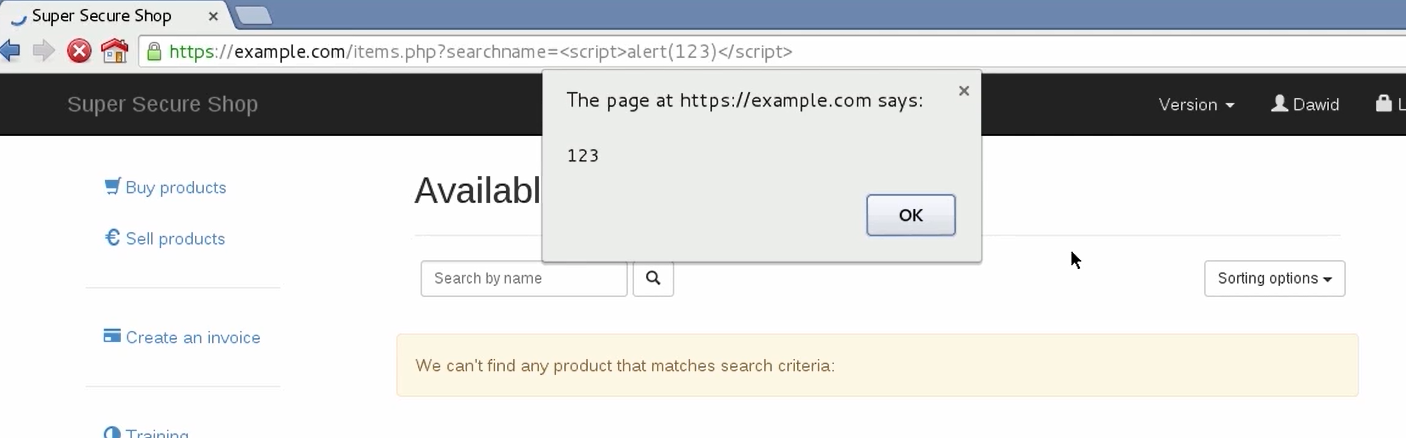 Super Secure Shop
https://example.com/items.php?searchname=<script>alert(123)</script>
The page at https://example.com says:
123
OK
Super Secure Shop
Version
Dawid
L
Buy products
Sell products
Create an invoice
Training
Availabl
Search by name
Sorting options
We can't find any product that matches search criteria: